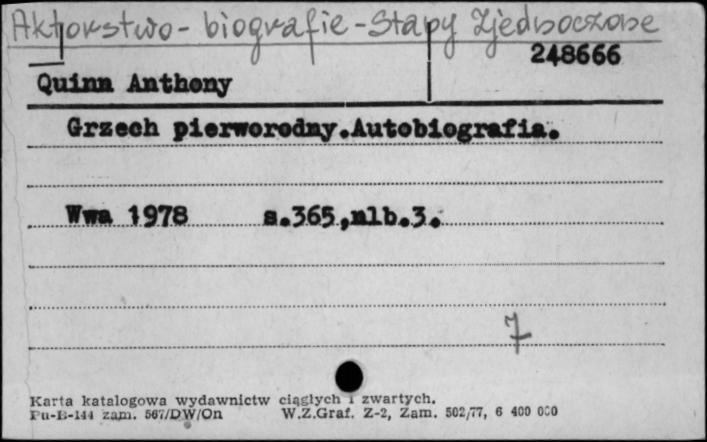 Aktorstwo - biografie - Stany Zjednoczone
248666
Quinn Anthony
Grzech pierworodny.Autobiografia.
Wwa 1978 s.365,nlb.3.
7
Karta katalogowa wydawnictw ciągłych i zwartych.
Pu-B-144 zam. 567/DW/On W.Z.Graf. Z-2, Zam. 502/77, 6 400 000